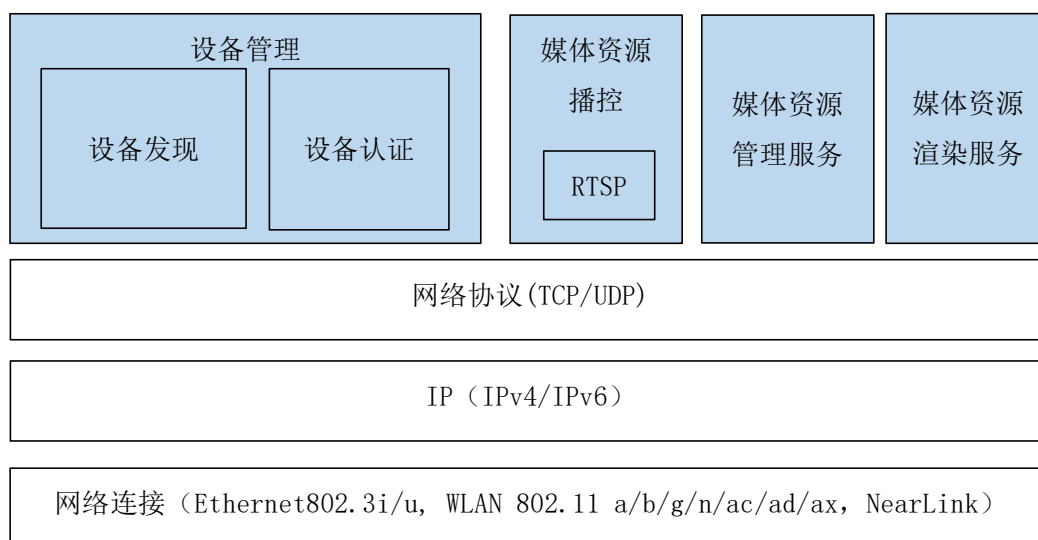 设备管理
设备发现
设备认证
媒体资源
播控
RTSP
媒体资源
管理服务
媒体资源
渲染服务
网络协议(TCP/UDP)
IP（IPv4/IPv6）
网络连接（Ethernet802.3i/u, WLAN 802.11 a/b/g/n/ac/ad/ax，NearLink）